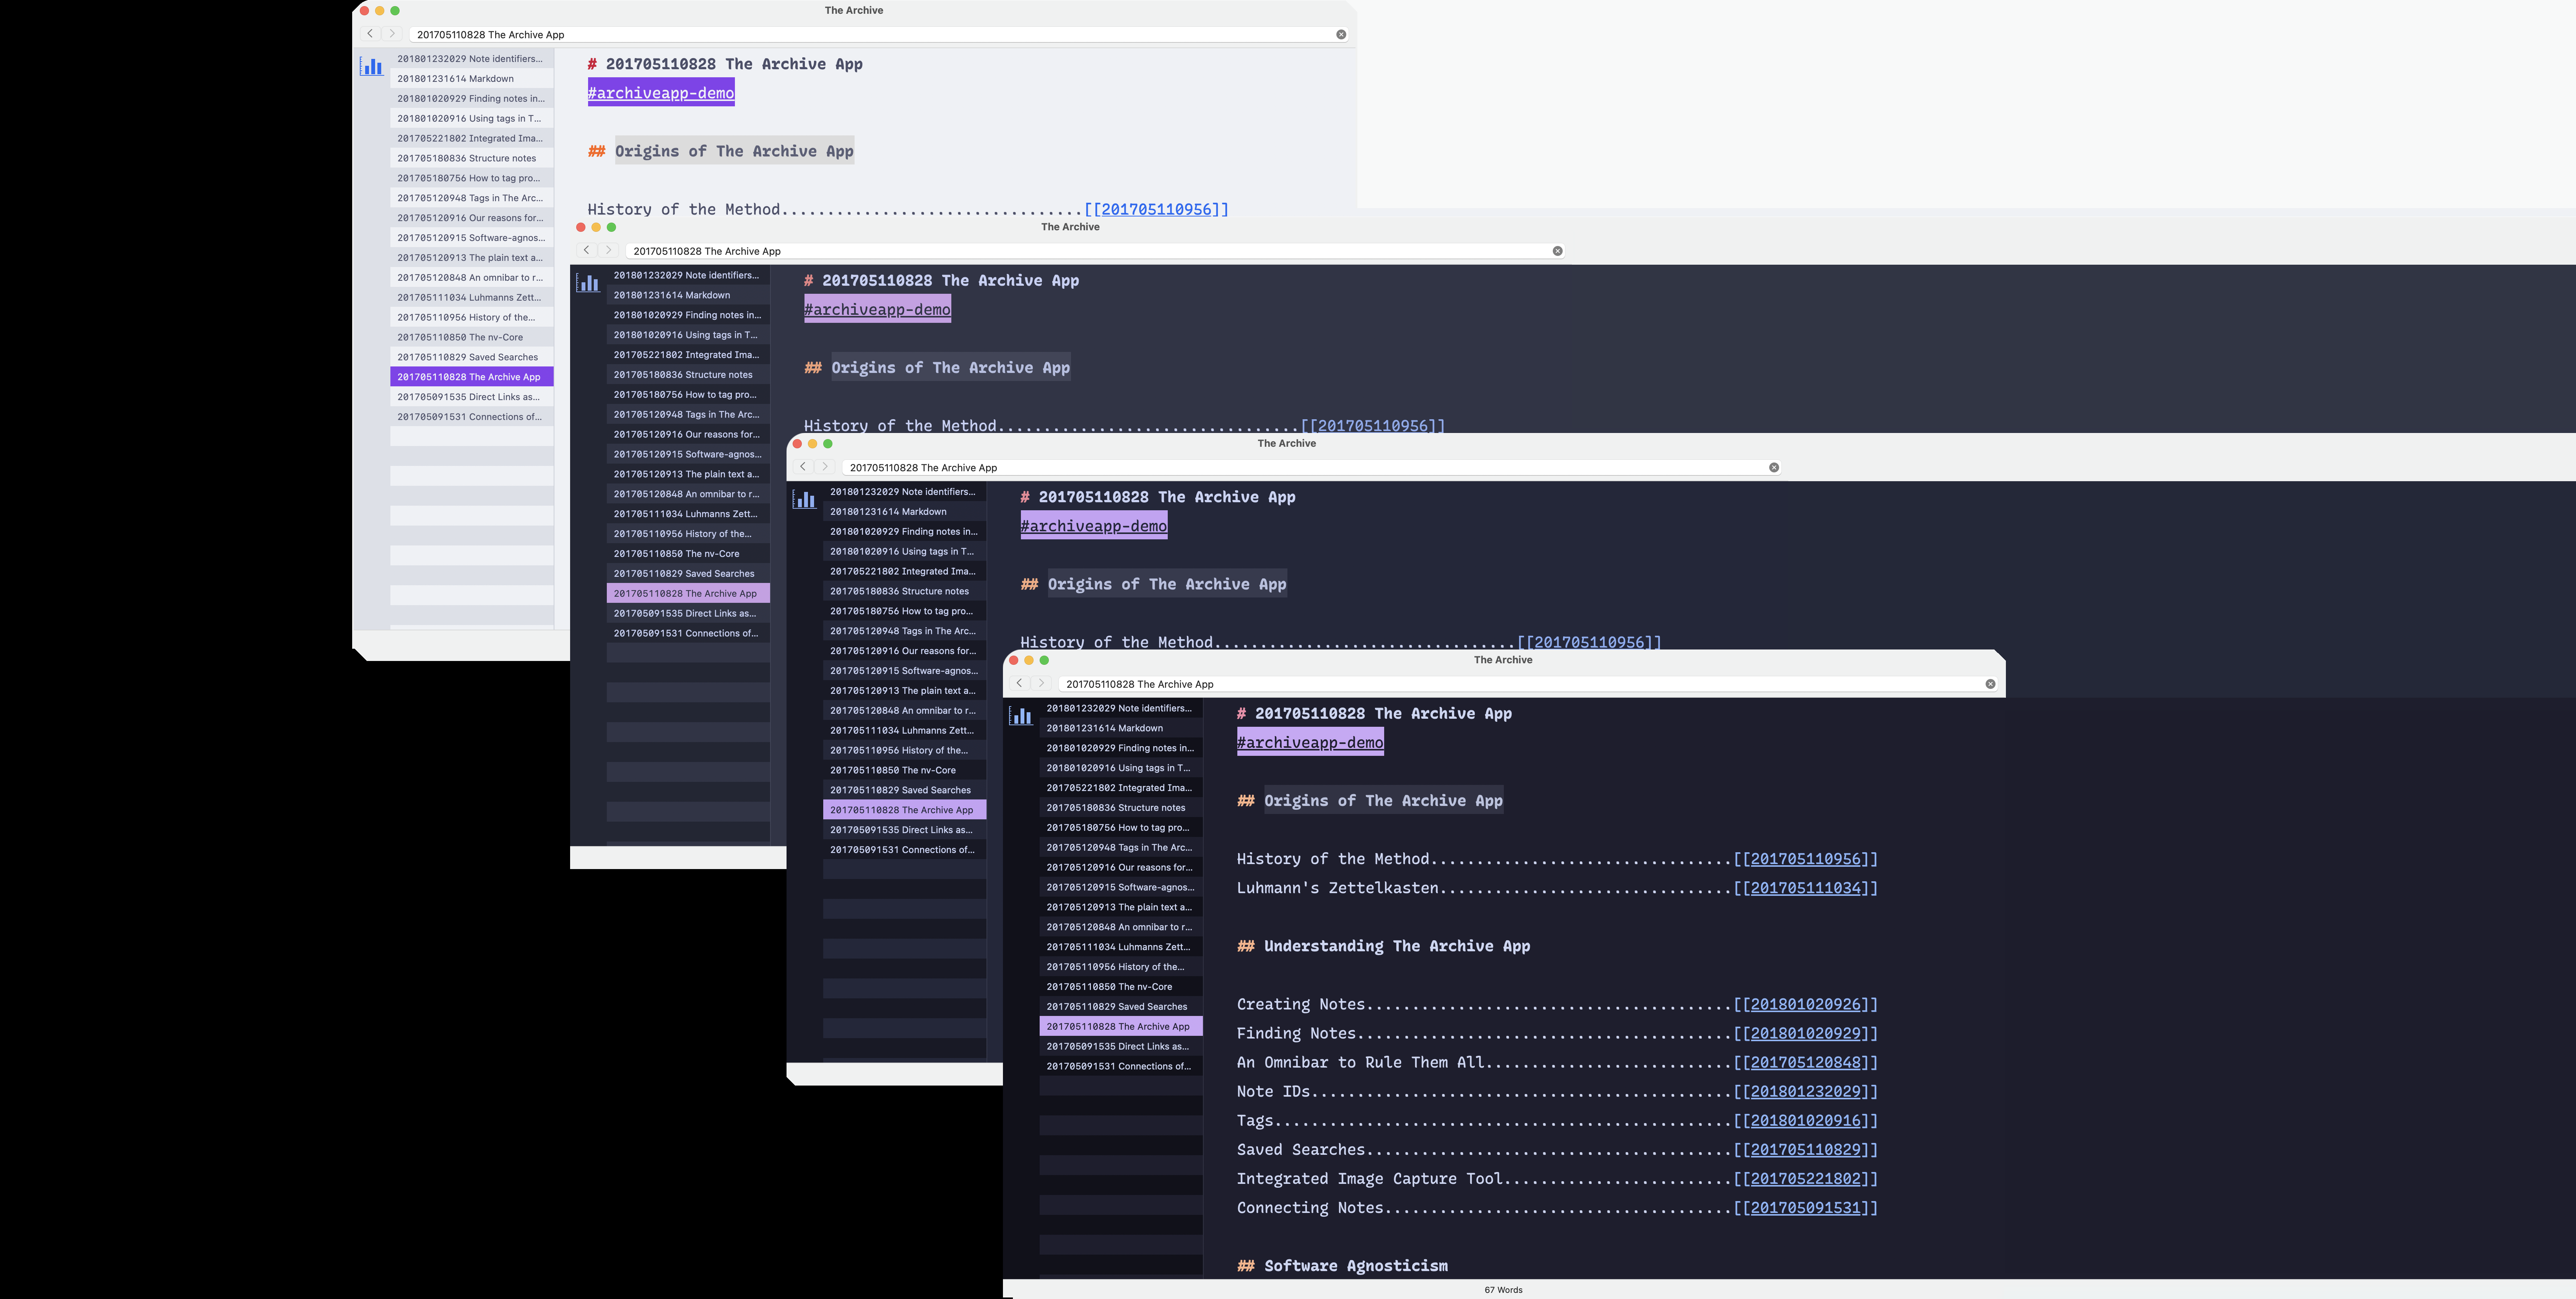 The Archive
201705110828 The Archive App
201801232029 Note identifiers...
201801231614 Markdown
201801020929 Finding notes in...
201801020916 Using tags in T...
201705221802 Integrated Ima...
201705180836 Structure notes
201705180756 How to tag pro...
201705120948 Tags in The Arc...
201705120916 Our reasons for...
201705120915 Software-agnos...
201705120913 The plain text a...
201705120848 An omnibar to r...
201705111034 Luhmanns Zett...
201705110956 History of the...
201705110850 The nv-Core
201705110829 Saved Searches
201705110828 The Archive App
201705091535 Direct Links as...
201705091531 Connections of...
# 201705110828 The Archive App
#archiveapp-demo
## Origins of The Archive App
History of the Method.................................[[201705110956]]
The Archive
201705110828 The Archive App
201801232029 Note identifiers...
201801231614 Markdown
201801020929 Finding notes in...
201801020916 Using tags in T...
201705221802 Integrated Ima...
201705180836 Structure notes
201705180756 How to tag pro...
201705120948 Tags in The Arc...
201705120916 Our reasons for...
201705120915 Software-agnos...
201705120913 The plain text a...
201705120848 An omnibar to r...
201705111034 Luhmanns Zett...
201705110956 History of the...
201705110850 The nv-Core
201705110829 Saved Searches
201705110828 The Archive App
201705091535 Direct Links as...
201705091531 Connections of...
# 201705110828 The Archive App
#archiveapp-demo
## Origins of The Archive App
History of the Method.................................[[201705110956]]
The Archive
201705110828 The Archive App
201801232029 Note identifiers...
201801231614 Markdown
201801020929 Finding notes in...
201801020916 Using tags in T...
201705221802 Integrated Ima...
201705180836 Structure notes
201705180756 How to tag pro...
201705120948 Tags in The Arc...
201705120916 Our reasons for...
201705120915 Software-agnos...
201705120913 The plain text a...
201705120848 An omnibar to r...
201705111034 Luhmanns Zett...
201705110956 History of the...
201705110850 The nv-Core
201705110829 Saved Searches
201705110828 The Archive App
201705091535 Direct Links as...
201705091531 Connections of...
# 201705110828 The Archive App
#archiveapp-demo
## Origins of The Archive App
History of the Method.................................[[201705110956]]
The Archive
201705110828 The Archive App
201801232029 Note identifiers...
201801231614 Markdown
201801020929 Finding notes in...
201801020916 Using tags in T...
201705221802 Integrated Ima...
201705180836 Structure notes
201705180756 How to tag pro...
201705120948 Tags in The Arc...
201705120916 Our reasons for...
201705120915 Software-agnos...
201705120913 The plain text a...
201705120848 An omnibar to r...
201705111034 Luhmanns Zett...
201705110956 History of the...
201705110850 The nv-Core
201705110829 Saved Searches
201705110828 The Archive App
201705091535 Direct Links as...
201705091531 Connections of...
# 201705110828 The Archive App
#archiveapp-demo
## Origins of The Archive App
History of the Method.................................[[201705110956]]
Luhmann's Zettelkasten................................[[201705111034]]
## Understanding The Archive App
Creating Notes........................................[[201801020926]]
Finding Notes.........................................[[201801020929]]
An Omnibar to Rule Them All...........................[[201705120848]]
Note IDs..............................................[[201801232029]]
Tags..................................................[[201801020916]]
Saved Searches........................................[[201705110829]]
Integrated Image Capture Tool.........................[[201705221802]]
Connecting Notes......................................[[201705091531]]
## Software Agnosticism
67 Words